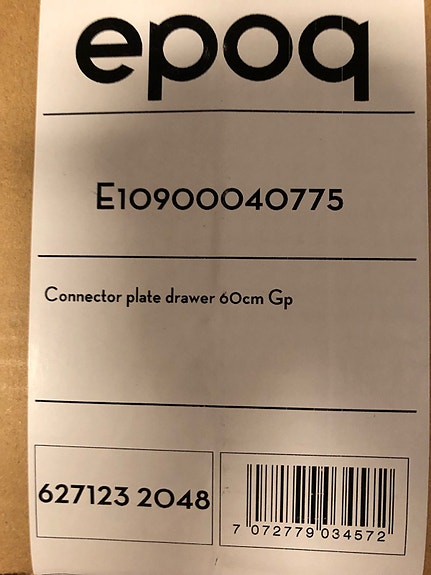 epoq
E10900040775
Connector plate drawer 60cm Gp
627123 2048
7 072779 034572